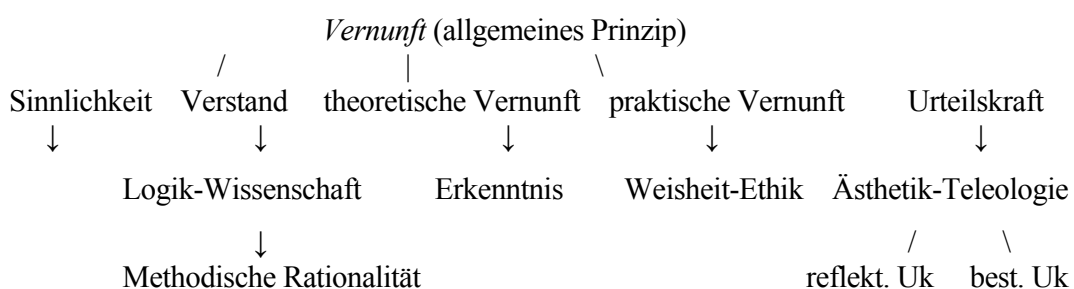 Vernunft (allgemeines Prinzip)
/ | \
Sinnlichkeit Verstand theoretische Vernunft praktische Vernunft Urteilskraft
↓ ↓ ↓ ↓ ↓
Logik-Wissenschaft Erkenntnis Weisheit-Ethik Ästhetik-Teleologie
↓ / \
Methodische Rationalität reflekt. Uk best. Uk